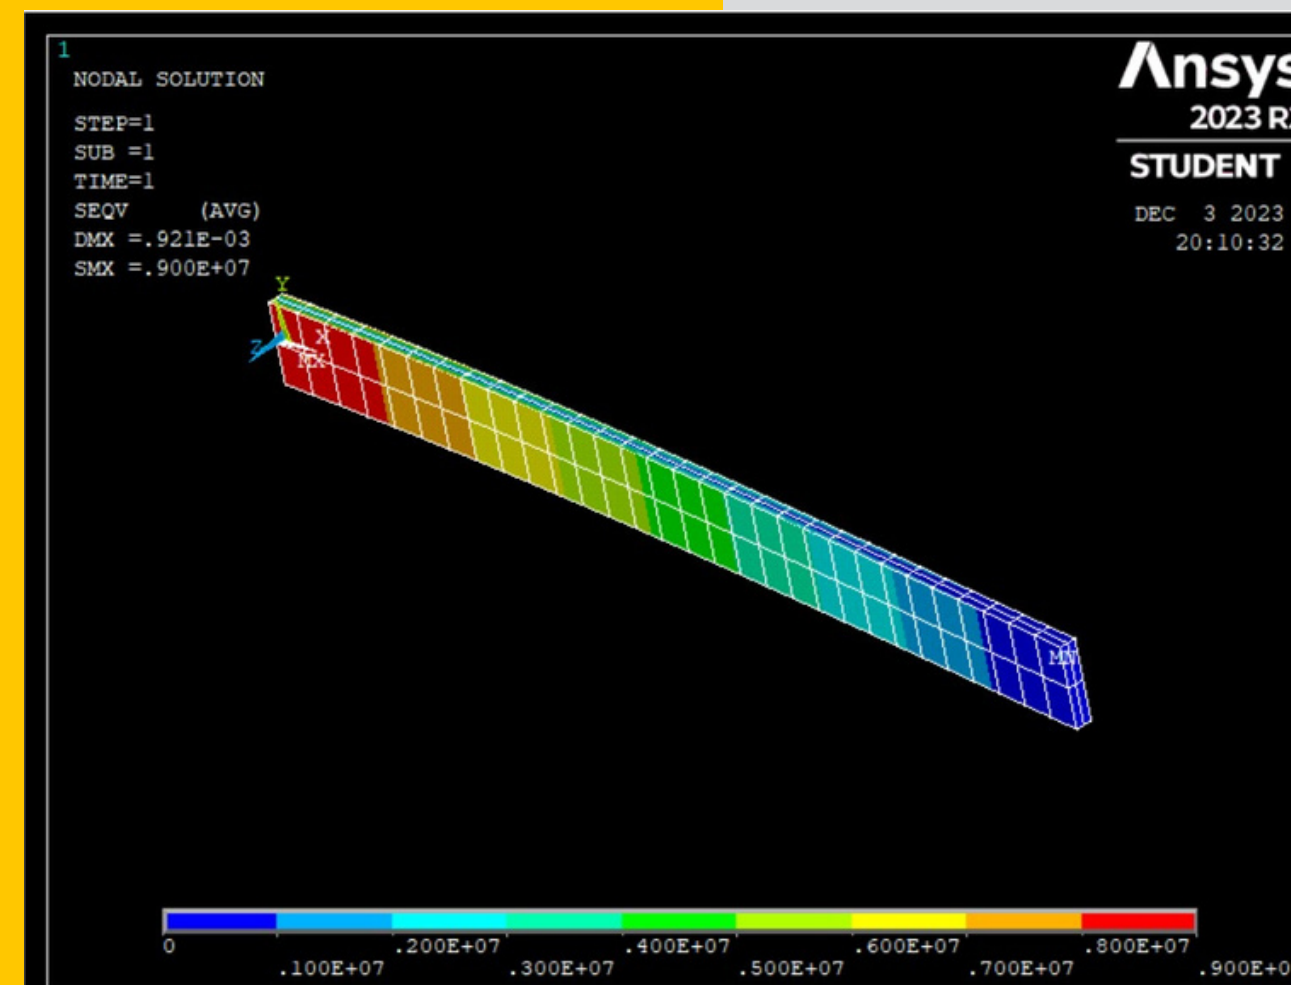 1
NODAL SOLUTION
STEP=1
SUB =1
TIME=1
SEQV (AVG)
DMX =.921E-03
SMX =.900E+07
Ansys
2023 R
STUDENT
DEC 3 2023
20:10:32
Y
Z
X
MX
MN
0 .200E+07 .400E+07 .600E+07 .800E+07
.100E+07 .300E+07 .500E+07 .700E+07 .900E+0